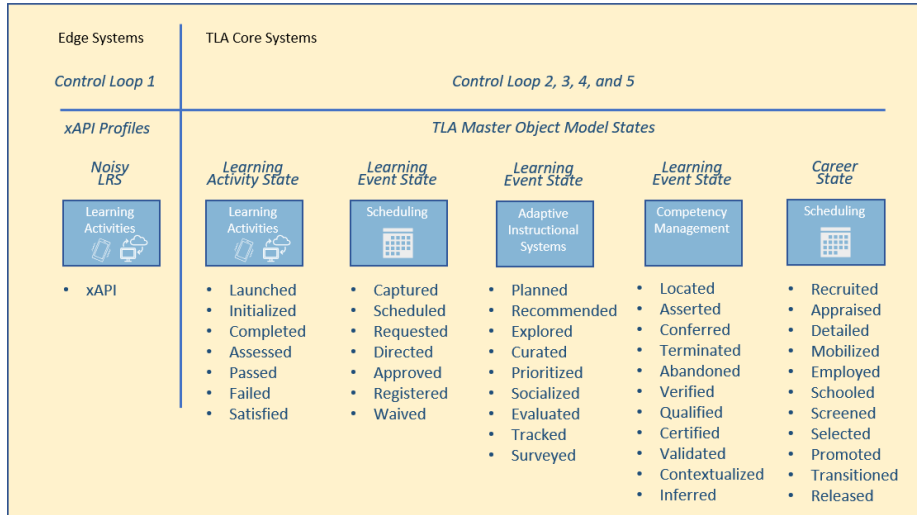 Edge Systems
TLA Core Systems
Control Loop 1
Control Loop 2, 3, 4, and 5
xAPI Profiles
TLA Master Object Model States
Noisy
LRS
Learning
Activities
• xAPI
Learning
Activity State
Learning
Activities
• Launched
• Initialized
• Completed
• Assessed
• Passed
• Failed
• Satisfied
Learning
Event State
Scheduling
• Captured
• Scheduled
• Requested
• Directed
• Approved
• Registered
• Waived
Learning
Event State
Adaptive
Instructional
Systems
• Planned
• Recommended
• Explored
• Curated
• Prioritized
• Socialized
• Evaluated
• Tracked
• Surveyed
Learning
Event State
Competency
Management
• Located
• Asserted
• Conferred
• Terminated
• Abandoned
• Verified
• Qualified
• Certified
• Validated
• Contextualized
• Inferred
Career
State
Scheduling
• Recruited
• Appraised
• Detailed
• Mobilized
• Employed
• Schooled
• Screened
• Selected
• Promoted
• Transitioned
• Released